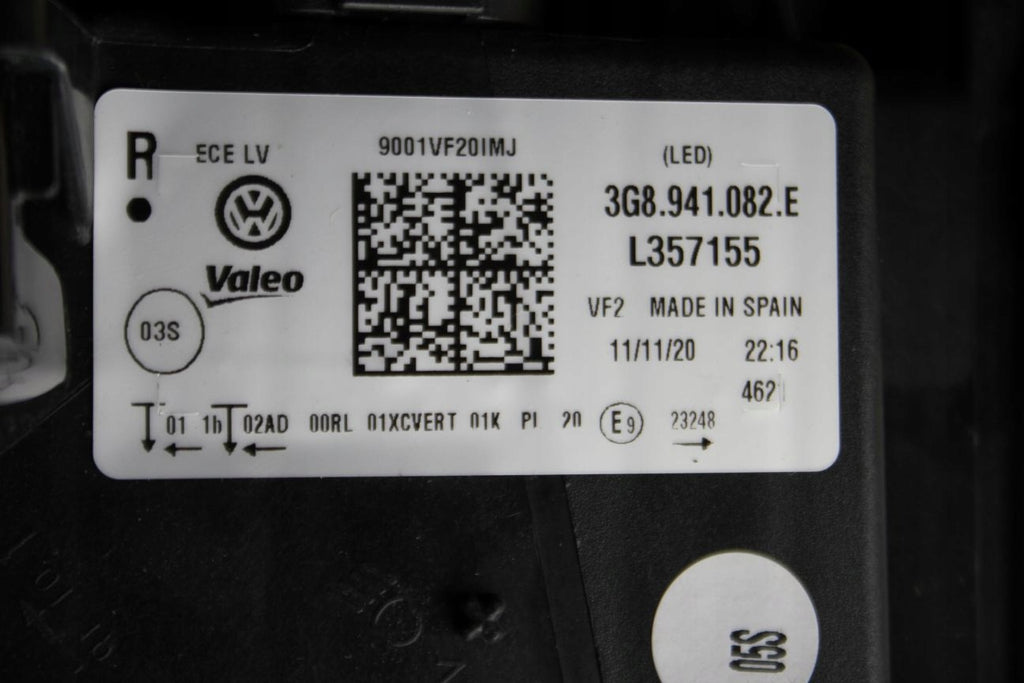 R ECE LV
9001VF20IMJ
(LED)
3G8.941.082.E
Valeo
L357155
03S
VF2 MADE IN SPAIN
11/11/20 22:16
462
01 1b 02AD 00RL 01XCVERT 01K PI 20 E9 23248
05S